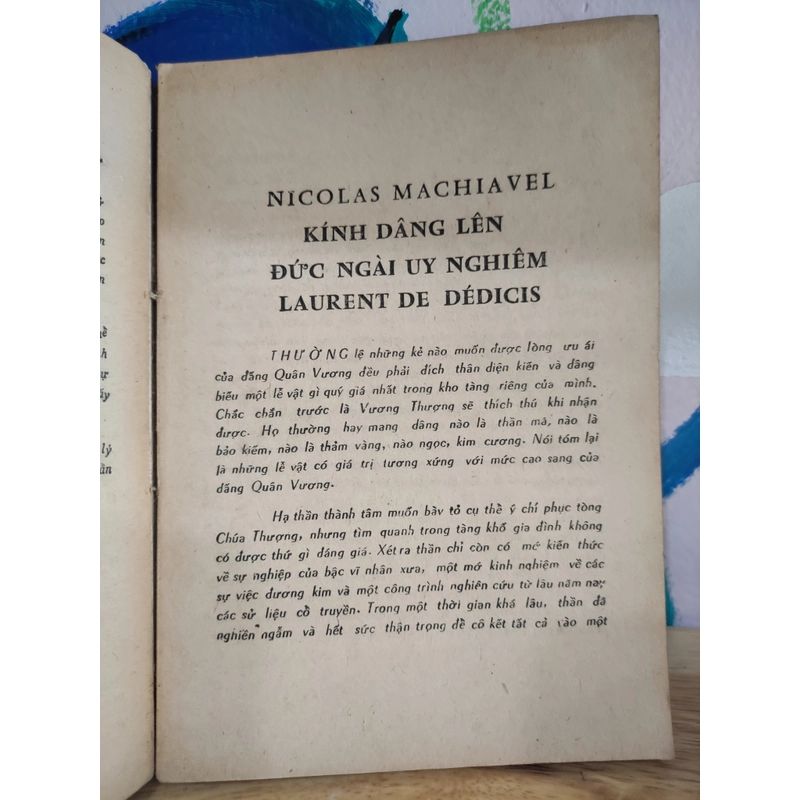 NICOLAS MACHIAVEL
KÍNH DÂNG LÊN
ĐỨC NGÀI UY NGHIÊM
LAURENT DE DÉDICIS
THƯỜNG lệ những kẻ nào muốn được lòng ưu ái
của đấng Quân Vương đều phải đích thân diện kiến và dâng
biếu một lễ vật gì quý giá nhất trong kho tàng riêng của mình.
Chắc chắn trước là Vương Thượng sẽ thích thú khi nhận
được. Họ thường hay mang dâng nào là thần mã, nào là
bảo kiếm, nào là thảm vàng, nào ngọc, kim cương. Nói tóm lại
là những lễ vật có giá trị tương xứng với mức cao sang của
đấng Quân Vương.
Hạ thần thành tâm muốn bày tỏ cụ thể ý chí phục tòng
Chúa Thượng, nhưng tìm quanh trong tàng khố gia đình không
có được thứ gì đáng giá. Xét ra thần chỉ còn có mớ kiến thức
về sự nghiệp của bậc vĩ nhân xưa, một mớ kinh nghiệm về các
sự việc đương kim và một công trình nghiên cứu từ lâu năm nay
các sử liệu cổ truyền. Trong một thời gian khá lâu, thần đã
nghiền ngẫm và hết sức thận trọng để cô kết tất cả vào một